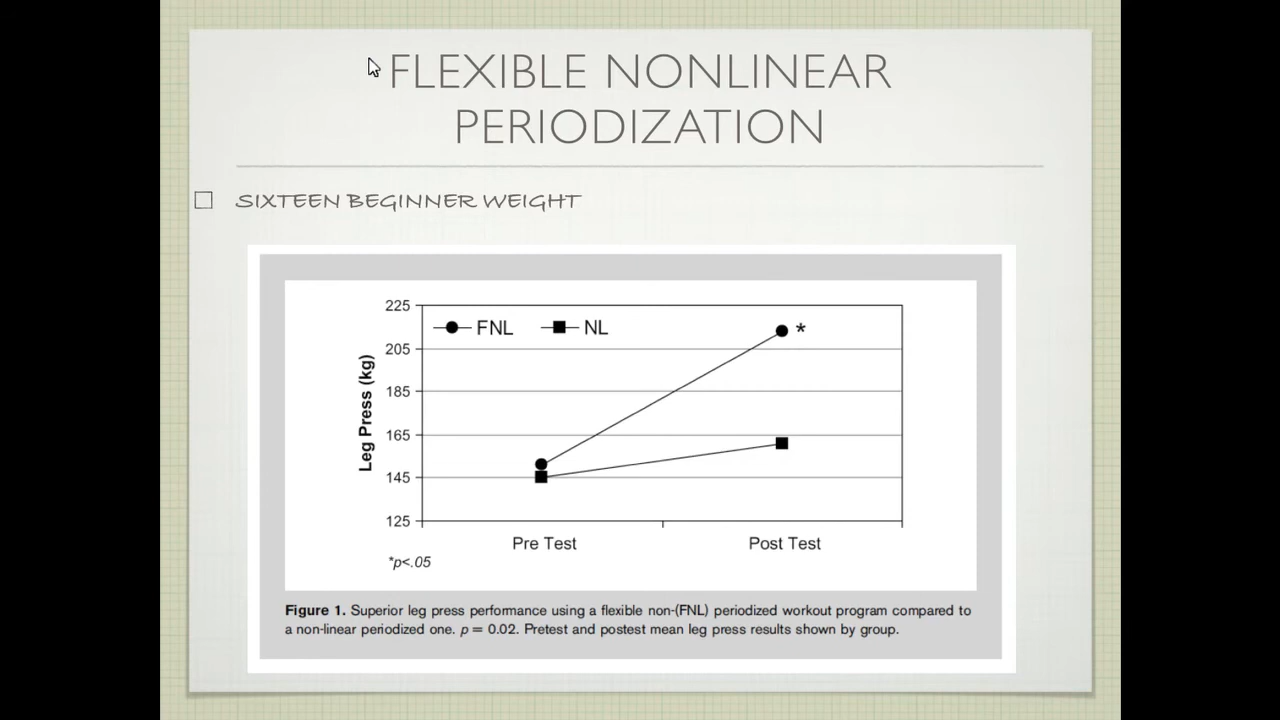 FLEXIBLE NONLINEAR
PERIODIZATION
SIXTEEN BEGINNER WEIGHT
225
FNL NL
*
205
185
165
145
125
Leg Press (kg)
Pre Test Post Test
*p<.05
Figure 1. Superior leg press performance using a flexible non-(FNL) periodized workout program compared to
a non-linear periodized one. p = 0.02. Pretest and postest mean leg press results shown by group.